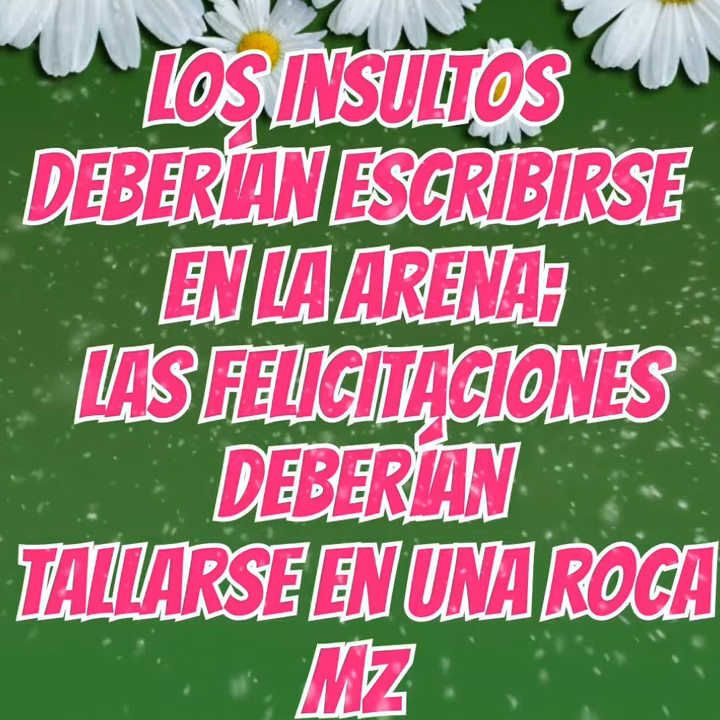 LOS INSULTOS
DEBERÍAN ESCRIBIRSE
EN LA ARENA;
LAS FELICITACIONES
DEBERÍAN
TALLARSE EN UNA ROCA
MZ